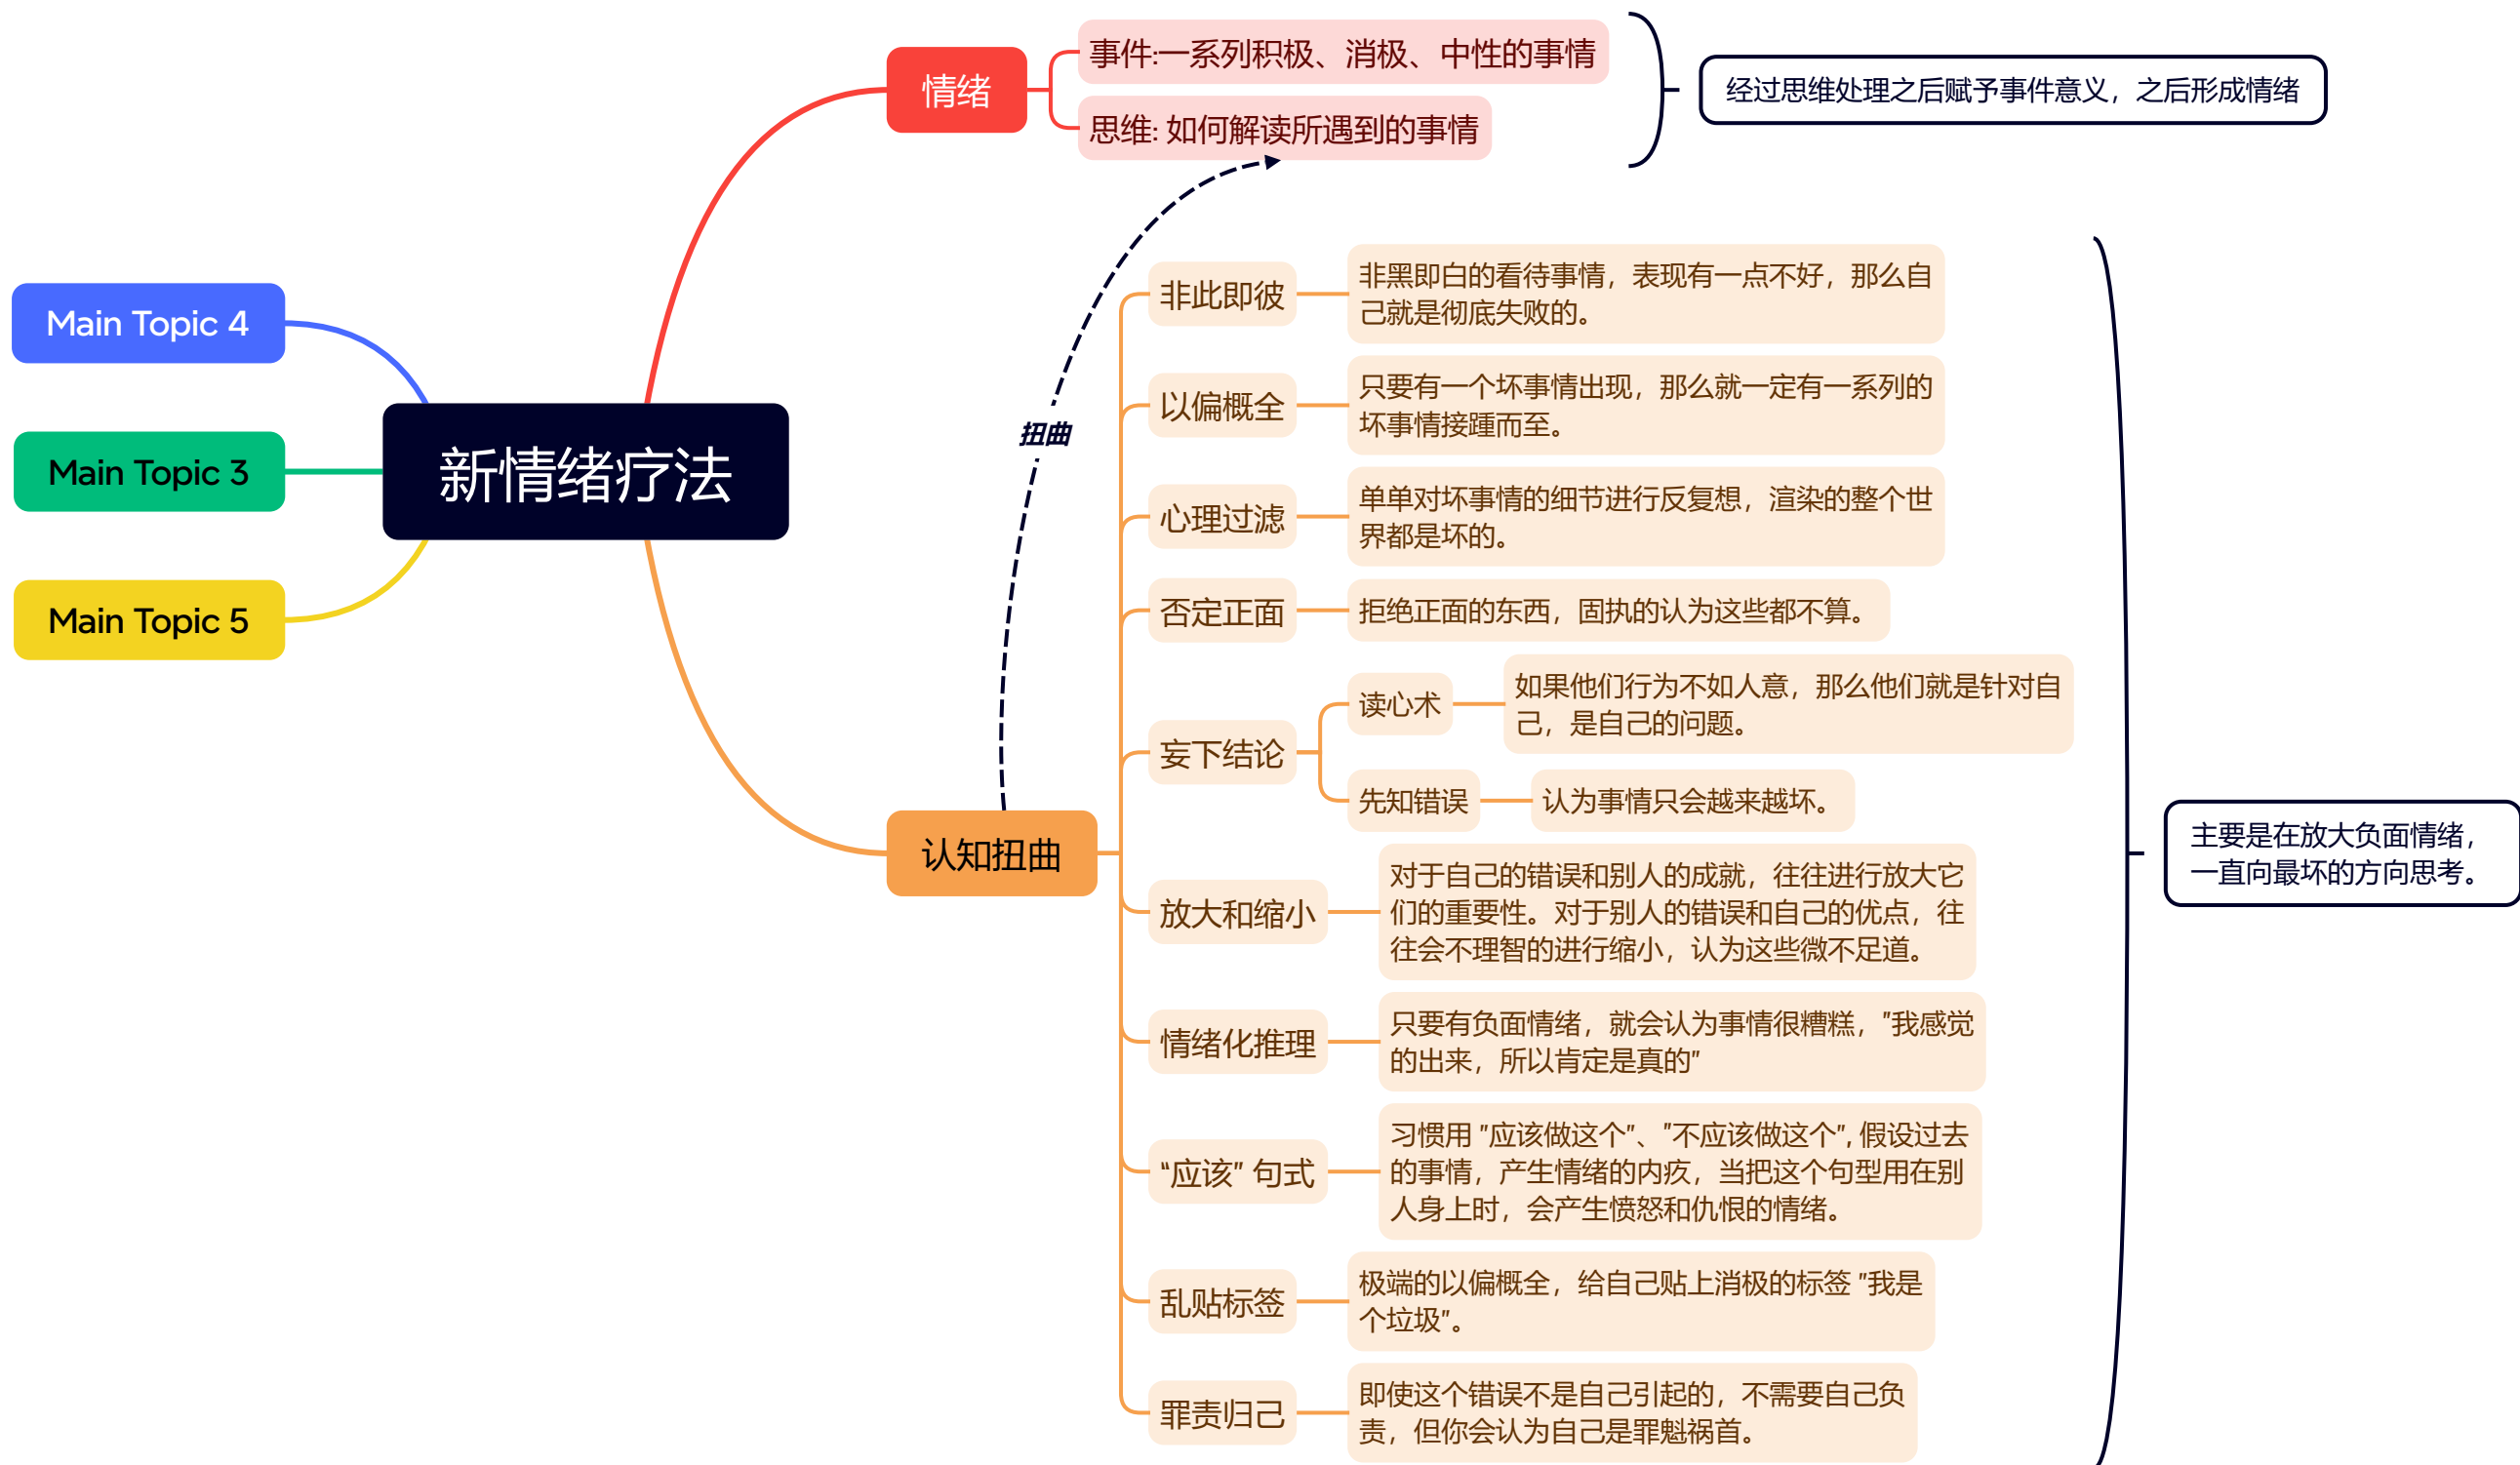 新情绪疗法
情绪
事件:一系列积极、消极、中性的事情
思维: 如何解读所遇到的事情
经过思维处理之后赋予事件意义，之后形成情绪
扭曲
认知扭曲
非此即彼
非黑即白的看待事情，表现有一点不好，那么自
己就是彻底失败的。
以偏概全
只要有一个坏事情出现，那么就一定有一系列的
坏事情接踵而至。
心理过滤
单单对坏事情的细节进行反复想，渲染的整个世
界都是坏的。
否定正面
拒绝正面的东西，固执的认为这些都不算。
妄下结论
读心术
如果他们行为不如人意，那么他们就是针对自
己，是自己的问题。
先知错误
认为事情只会越来越坏。
放大和缩小
对于自己的错误和别人的成就，往往进行放大它
们的重要性。对于别人的错误和自己的优点，往
往会不理智的进行缩小，认为这些微不足道。
情绪化推理
只要有负面情绪，就会认为事情很糟糕，"我感觉
的出来，所以肯定是真的"
“应该” 句式
习惯用 "应该做这个"、"不应该做这个", 假设过去
的事情，产生情绪的内疚，当把这个句型用在别
人身上时，会产生愤怒和仇恨的情绪。
乱贴标签
极端的以偏概全，给自己贴上消极的标签 "我是
个垃圾"。
罪责归己
即使这个错误不是自己引起的，不需要自己负
责，但你会认为自己是罪魁祸首。
主要是在放大负面情绪，
一直向最坏的方向思考。
Main Topic 4
Main Topic 3
Main Topic 5